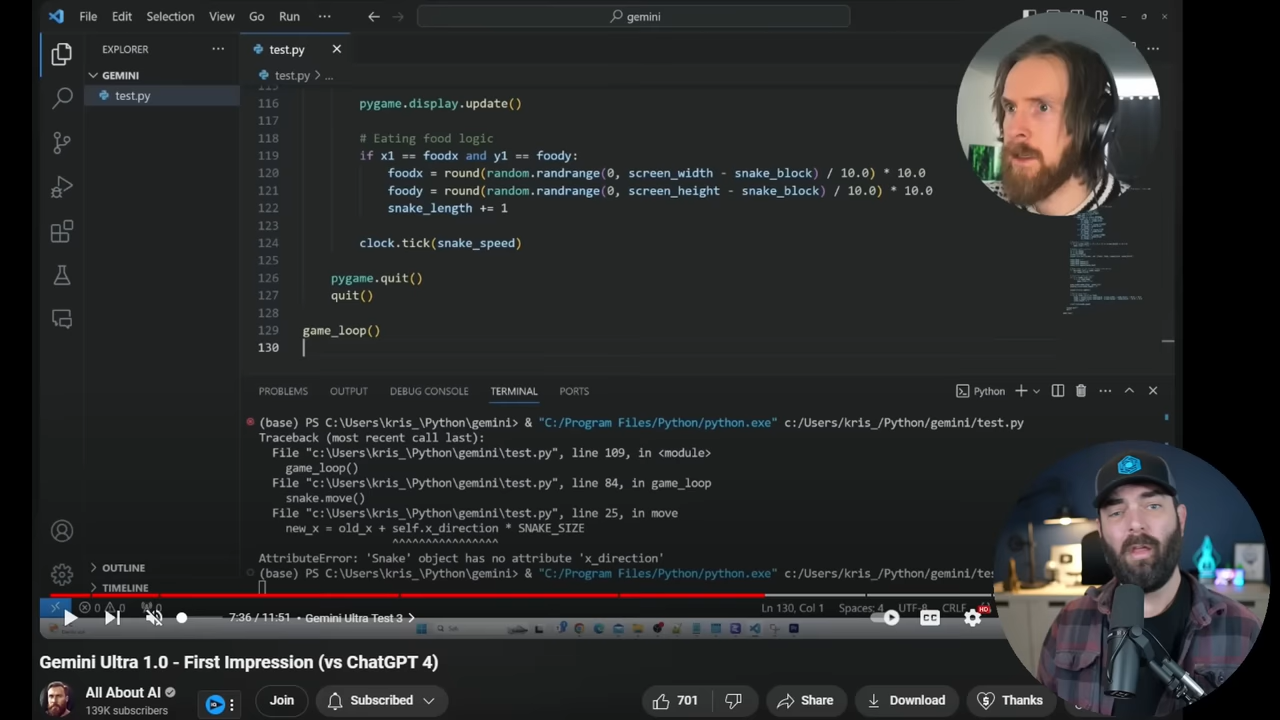 File Edit Selection View Go Run ···
gemini
EXPLORER ···
test.py
GEMINI
test.py > ...
test.py
115
116 pygame.display.update()
117
118 # Eating food logic
119 if x1 == foodx and y1 == foody:
120 foodx = round(random.randrange(0, screen_width - snake_block) / 10.0) * 10.0
121 foody = round(random.randrange(0, screen_height - snake_block) / 10.0) * 10.0
122 snake_length += 1
123
124 clock.tick(snake_speed)
125
126 pygame.quit()
127 quit()
128
129 game_loop()
130
PROBLEMS OUTPUT DEBUG CONSOLE TERMINAL PORTS
Python
(base) PS C:\Users\kris_\Python\gemini> & "C:/Program Files/Python/python.exe" c:/Users/kris_/Python/gemini/test.py
Traceback (most recent call last):
File "c:\Users\kris_\Python\gemini\test.py", line 109, in <module>
game_loop()
File "c:\Users\kris_\Python\gemini\test.py", line 84, in game_loop
snake.move()
File "c:\Users\kris_\Python\gemini\test.py", line 25, in move
new_x = old_x + self.x_direction * SNAKE_SIZE
^^^^^^^^^^^^^^^^
AttributeError: 'Snake' object has no attribute 'x_direction'
(base) PS C:\Users\kris_\Python\gemini> & "C:/Program Files/Python/python.exe" c:/Users/kris_/Python/gemini/tes
OUTLINE
TIMELINE
0 0 0
Ln 130, Col 1 Spaces: 4 UTF-8 CRLF
7:36 / 11:51 • Gemini Ultra Test 3 >
CC
HD
Gemini Ultra 1.0 - First Impression (vs ChatGPT 4)
All About AI
139K subscribers
Join
Subscribed
701
Share
Download
Thanks